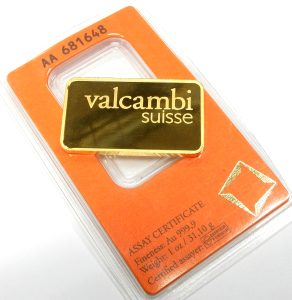 AA 681648
valcambi
suisse
ASSAY CERTIFICATE
Fineness: Au 999,9
Weight: 1 oz / 31,10 g
Certified assayer: